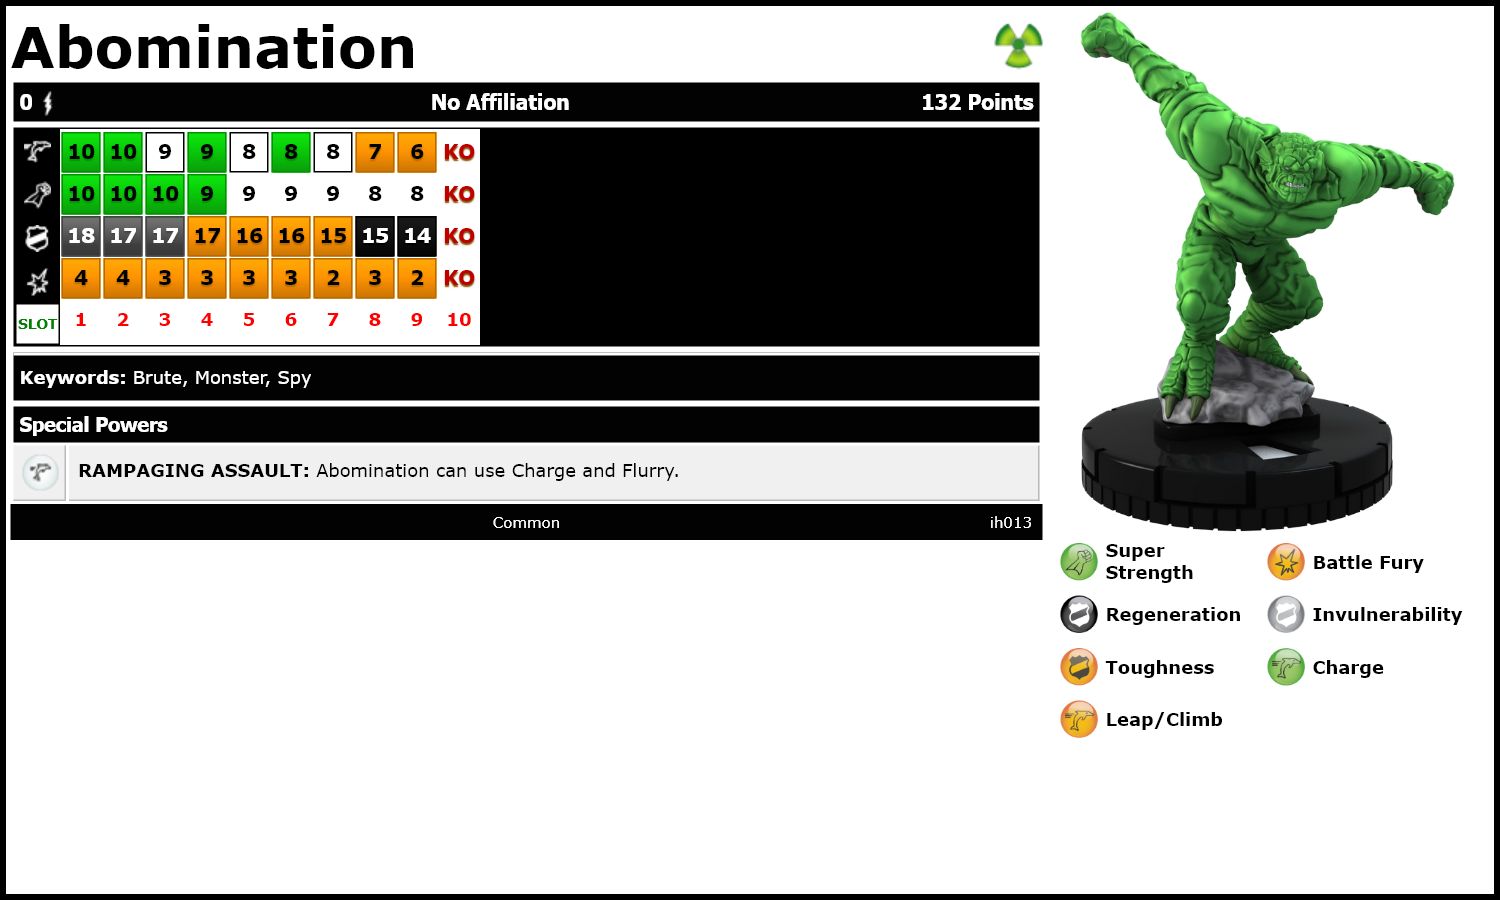 Abomination
0 No Affiliation 132 Points
10 10 9 9 8 8 8 7 6 KO
10 10 10 9 9 9 9 8 8 KO
18 17 17 17 16 16 15 15 14 KO
4 4 3 3 3 3 2 3 2 KO
SLOT 1 2 3 4 5 6 7 8 9 10
Keywords: Brute, Monster, Spy
Special Powers
RAMPAGING ASSAULT: Abomination can use Charge and Flurry.
Common ih013
Super
Strength
Battle Fury
Regeneration
Invulnerability
Toughness
Charge
Leap/Climb